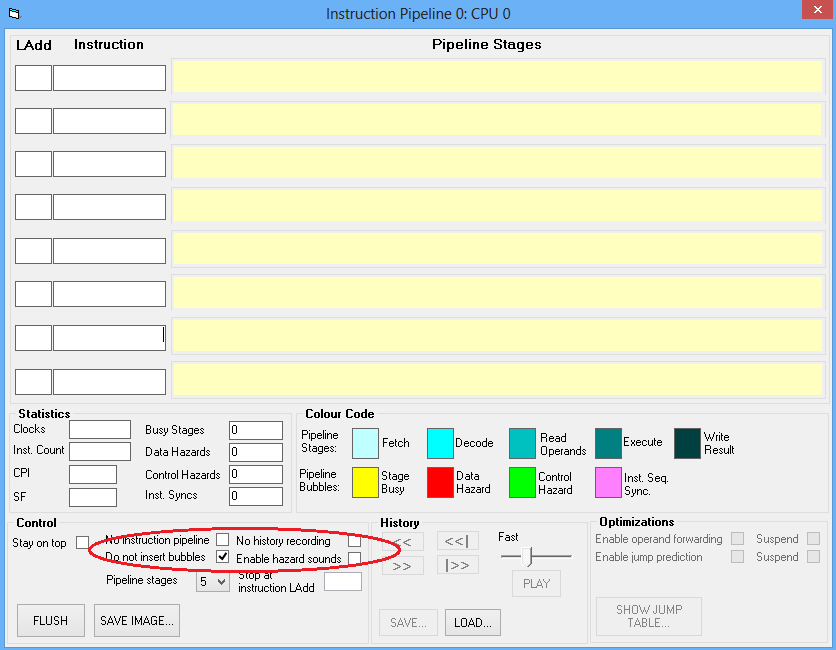 Instruction Pipeline 0: CPU 0
LAdd Instruction Pipeline Stages
Statistics
Clocks Busy Stages 0
Inst. Count Data Hazards 0
CPI Control Hazards 0
SF Inst. Syncs 0
Colour Code
Pipeline Stages: Fetch Decode Read Operands Execute Write Result
Pipeline Bubbles: Stage Busy Data Hazard Control Hazard Inst. Seq. Sync.
Control
Stay on top
No instruction pipeline No history recording
Do not insert bubbles Enable hazard sounds
Pipeline stages 5 Stop at instruction LAdd
FLUSH SAVE IMAGE...
History
<< <<|
>> |>>
Fast
PLAY
SAVE... LOAD...
Optimizations
Enable operand forwarding Suspend
Enable jump prediction Suspend
SHOW JUMP
TABLE...